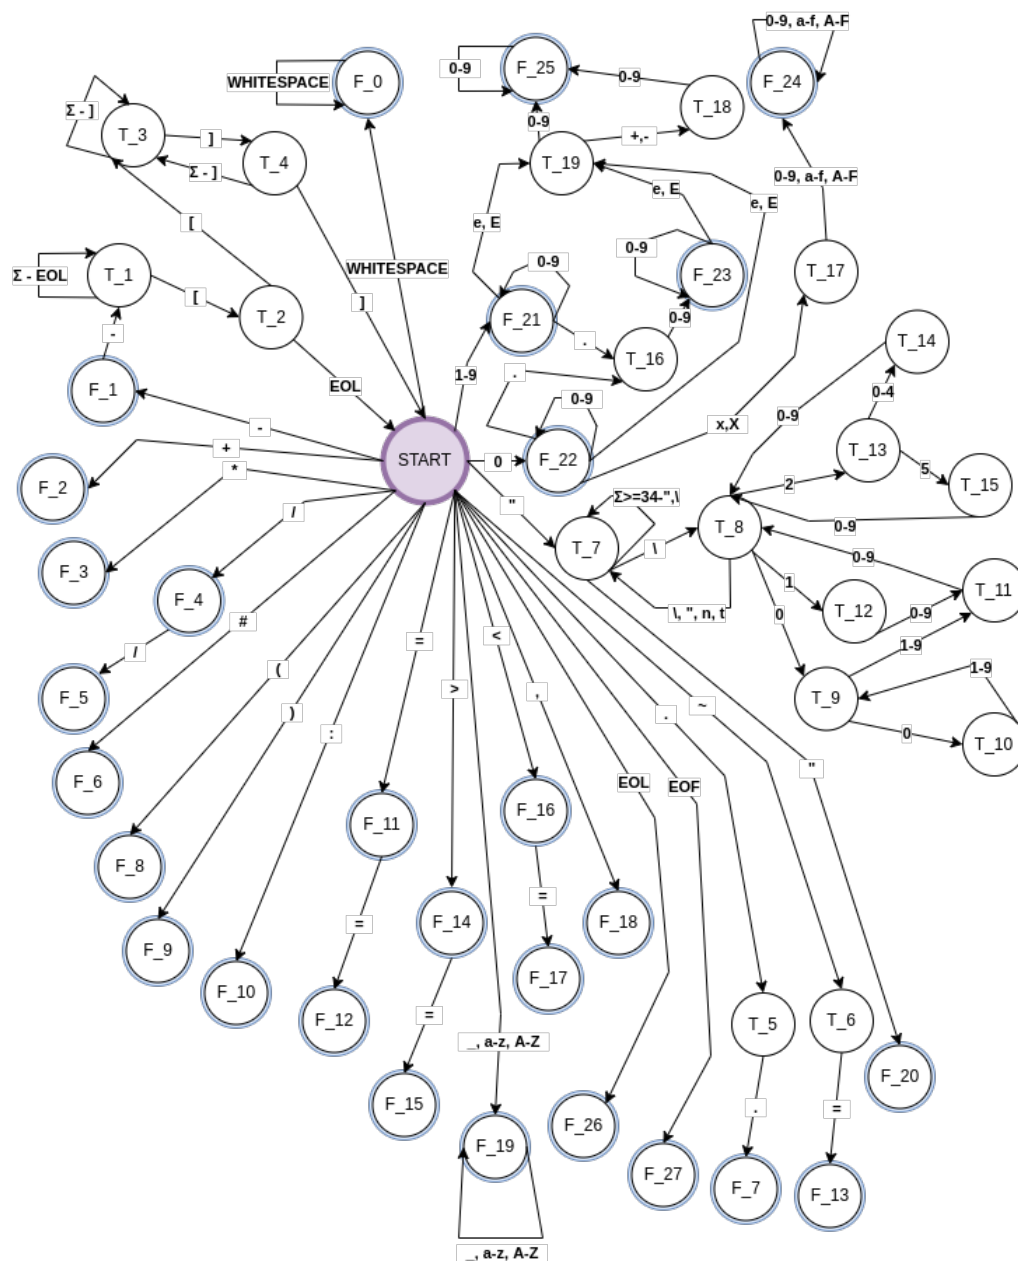 0-9, a-f, A-F
F_25
F_0
WHITESPACE
0-9
0-9
F_24
T_18
Σ - ]
T_3
]
0-9
+,-
T_4
T_19
Σ - ]
0-9, a-f, A-F
e, E
e, E
[
e, E
0-9
0-9
T_1
Σ - EOL
WHITESPACE
T_17
F_23
[
]
T_2
0-9
F_21
-
.
T_16
T_14
.
1-9
EOL
F_1
0-9
0-4
0-9
x,X
-
+
*
START
0
F_22
T_13
5
2
T_15
F_2
"
Σ>=34-",\
/
T_8
0-9
T_7
\
0-9
F_3
F_4
1
T_11
\, ", n, t
0
T_12
0-9
#
=
<
1-9
/
(
1-9
F_5
>
,
~
T_9
)
.
:
0
T_10
F_6
EOL
EOF
"
F_11
F_16
F_8
=
=
F_14
F_18
F_9
F_17
F_10
F_12
=
T_5
T_6
_, a-z, A-Z
F_20
F_15
.
=
F_26
F_19
F_27
F_7
F_13
_, a-z, A-Z